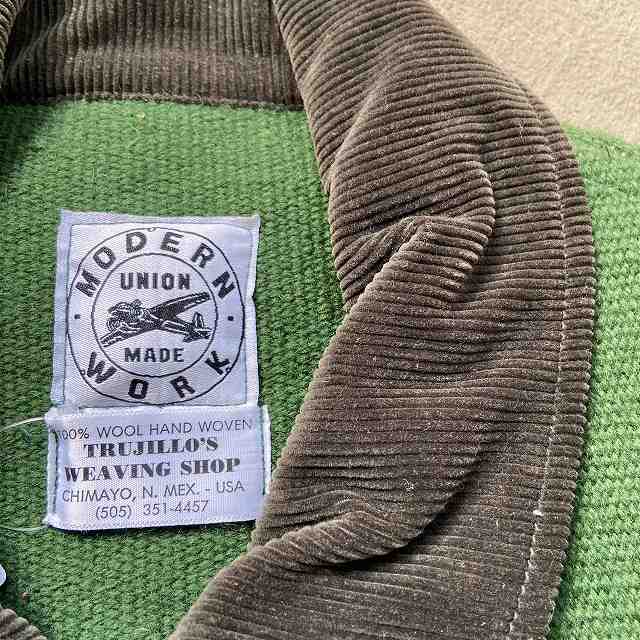 MODERN
UNION
MADE
WORK
100% WOOL HAND WOVEN
TRUJILLO'S
WEAVING SHOP
CHIMAYO, N. MEX. - USA
(505) 351-4457